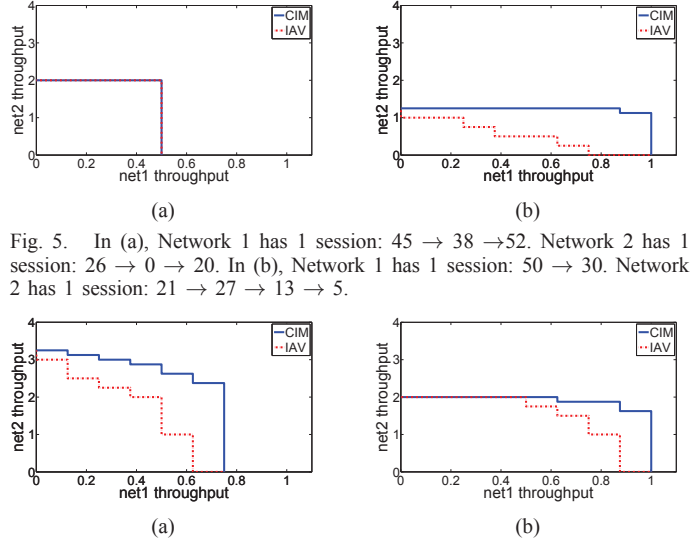 4
3
2
1
0
0 0.2 0.4 0.6 0.8 1
net1 throughput
net2 throughput
CIM
IAV
(a)
4
3
2
1
0
0 0.2 0.4 0.6 0.8 1
net1 throughput
net2 throughput
CIM
IAV
(b)
Fig. 5. In (a), Network 1 has 1 session: 45 → 38 →52. Network 2 has 1
session: 26 → 0 → 20. In (b), Network 1 has 1 session: 50 → 30. Network
2 has 1 session: 21 → 27 → 13 → 5.
4
3
2
1
0
0 0.2 0.4 0.6 0.8 1
net1 throughput
net2 throughput
CIM
IAV
(a)
4
3
2
1
0
0 0.2 0.4 0.6 0.8 1
net1 throughput
net2 throughput
CIM
IAV
(b)